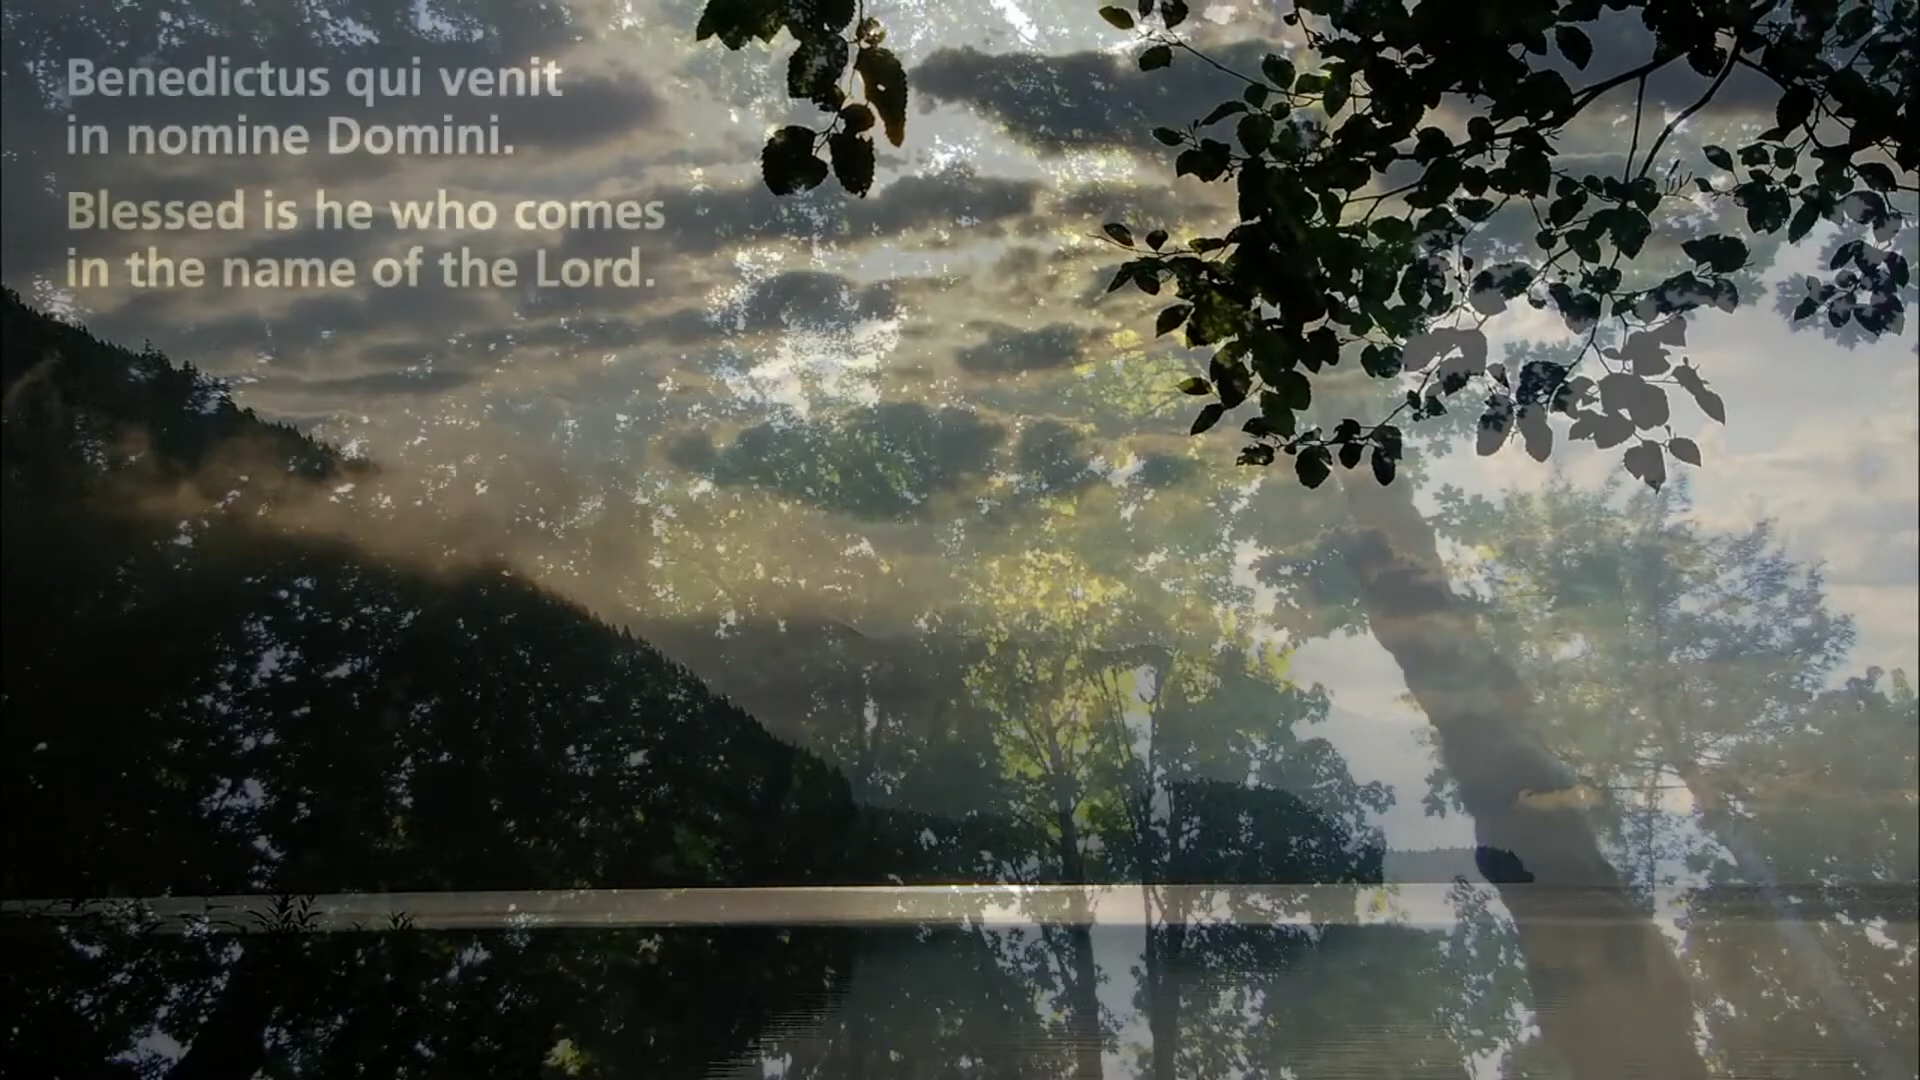 Benedictus qui venit
in nomine Domini.
Blessed is he who comes
in the name of the Lord.